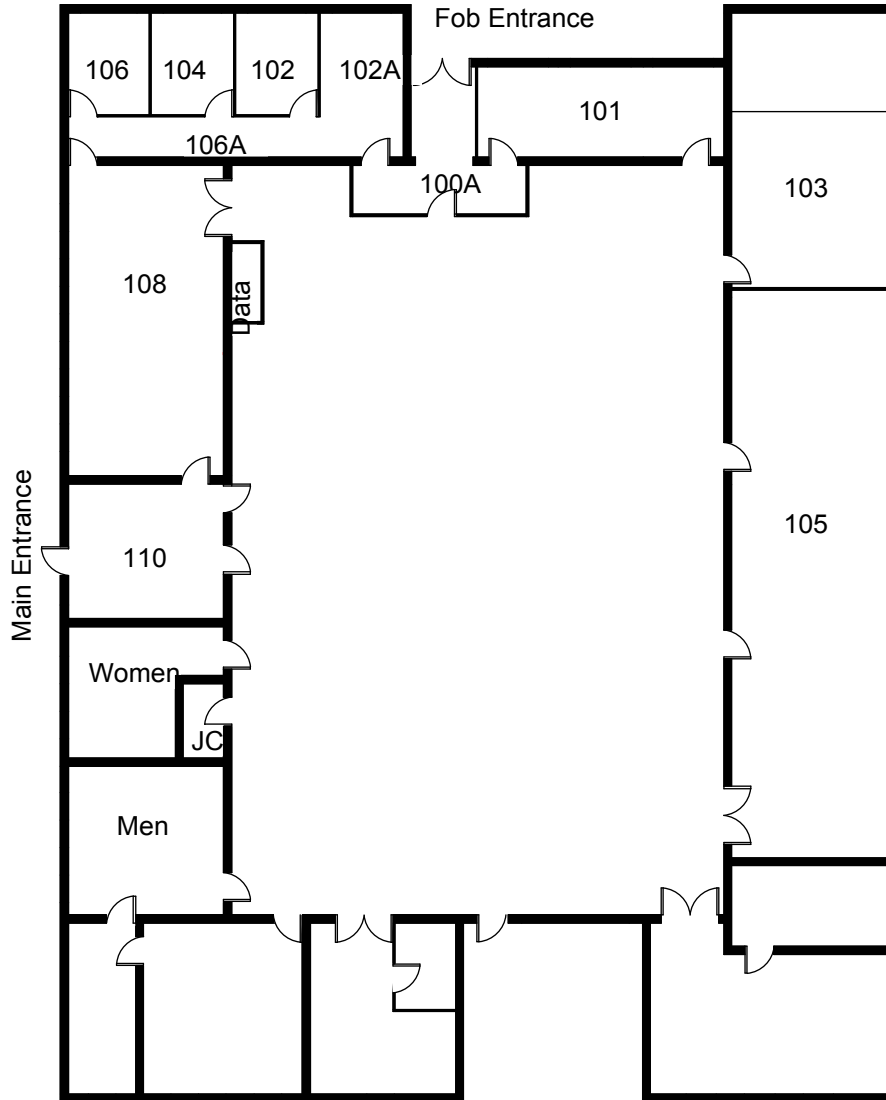 Fob Entrance
106
104
102
102A
101
106A
100A
103
108
Data
Main Entrance
110
105
Women
JC
Men